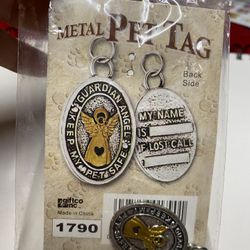 METAL PET TAG
Back
Side
GUARDIAN ANGEL
KEEP MY PET SAFE
MY NAME
IS
IF LOST CALL
gifco
Made in China
1790